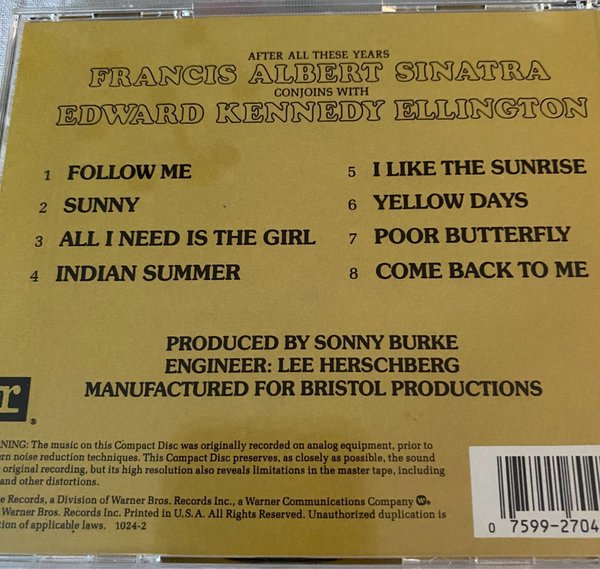 AFTER ALL THESE YEARS
FRANCIS ALBERT SINATRA
CONJOINS WITH
EDWARD KENNEDY ELLINGTON
1 FOLLOW ME
2 SUNNY
3 ALL I NEED IS THE GIRL
4 INDIAN SUMMER
5 I LIKE THE SUNRISE
6 YELLOW DAYS
7 POOR BUTTERFLY
8 COME BACK TO ME
PRODUCED BY SONNY BURKE
ENGINEER: LEE HERSCHBERG
MANUFACTURED FOR BRISTOL PRODUCTIONS
r®
NING: The music on this Compact Disc was originally recorded on analog equipment, prior to
rn noise reduction techniques. This Compact Disc preserves, as closely as possible, the sound
original recording, but its high resolution also reveals limitations in the master tape, including
and other distortions.
e Records, a Division of Warner Bros. Records Inc., a Warner Communications Company ®.
Warner Bros. Records Inc. Printed in U.S.A. All Rights Reserved. Unauthorized duplication is
tion of applicable laws. 1024-2
0 7599-2704